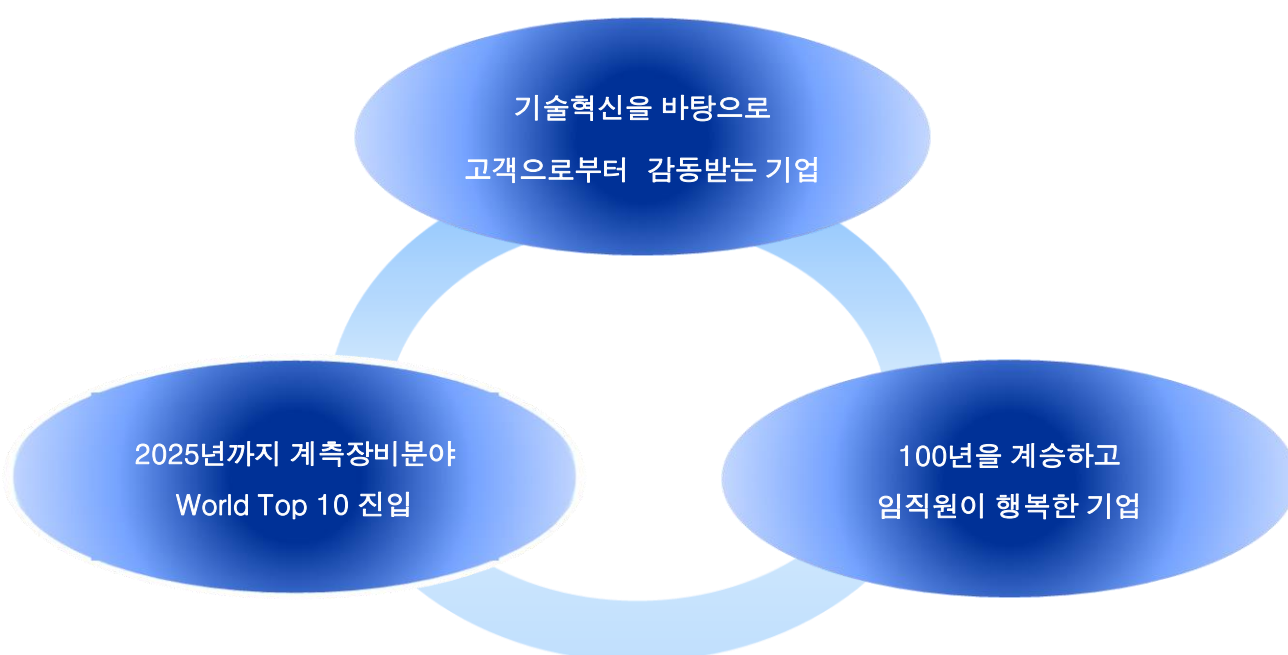 기술혁신을 바탕으로
고객으로부터 감동받는 기업
2025년까지 계측장비분야
World Top 10 진입
100년을 계승하고
임직원이 행복한 기업